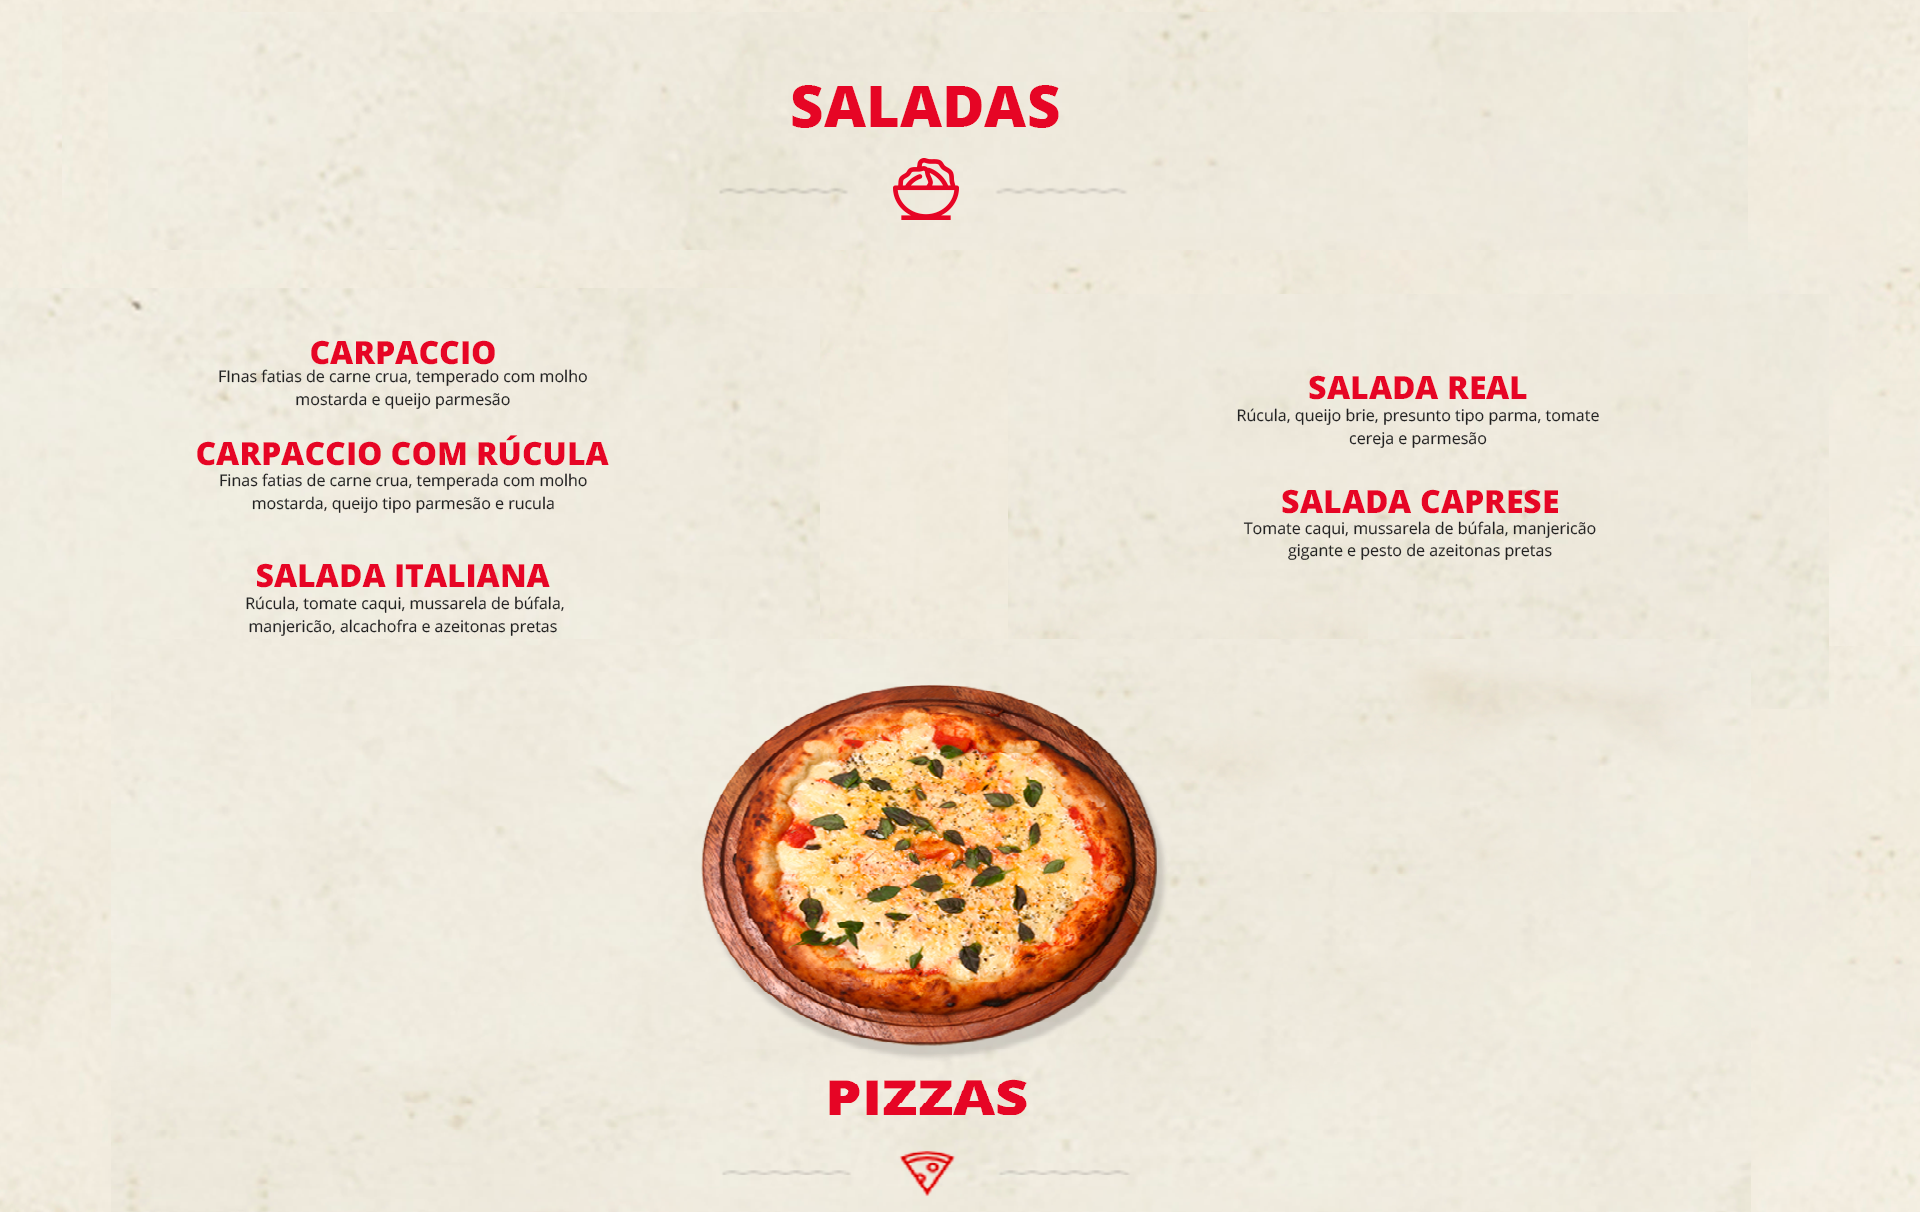 SALADAS
CARPACCIO
FInas fatias de carne crua, temperado com molho
mostarda e queijo parmesão
CARPACCIO COM RÚCULA
Finas fatias de carne crua, temperada com molho
mostarda, queijo tipo parmesão e rucula
SALADA ITALIANA
Rúcula, tomate caqui, mussarela de búfala,
manjericão, alcachofra e azeitonas pretas
SALADA REAL
Rúcula, queijo brie, presunto tipo parma, tomate
cereja e parmesão
SALADA CAPRESE
Tomate caqui, mussarela de búfala, manjericão
gigante e pesto de azeitonas pretas
PIZZAS